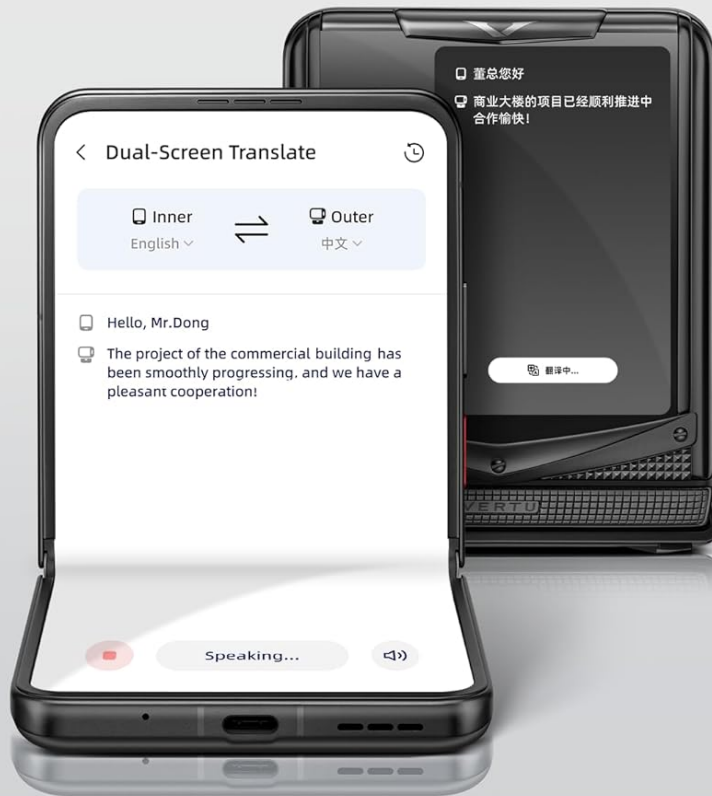 Dual-Screen Translate
Inner
Outer
English
中文
Hello, Mr.Dong
The project of the commercial building has
been smoothly progressing, and we have a
pleasant cooperation!
Speaking...
董总您好
商业大楼的项目已经顺利推进中
合作愉快!
翻译中...
VERTU